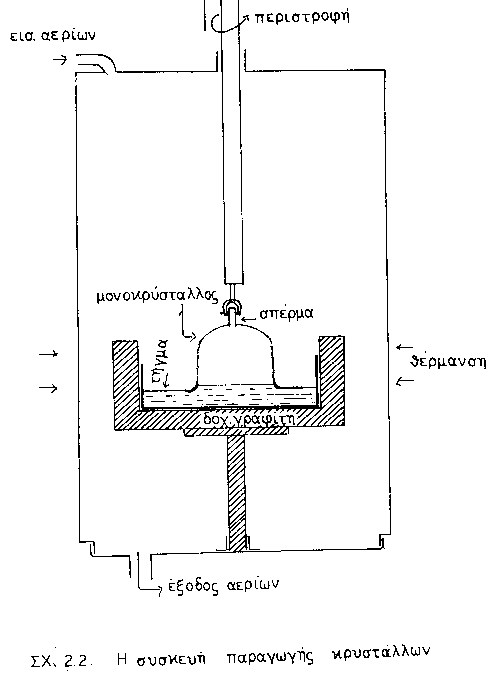 περιστροφή
εισ. αερίων
μονοκρύσταλλος
σπέρμα
τήγμα
θέρμανση
δοχ. γραφίτη
έξοδος αερίων
ΣΧ. 2.2. Η συσκευή παραγωγής κρυστάλλων